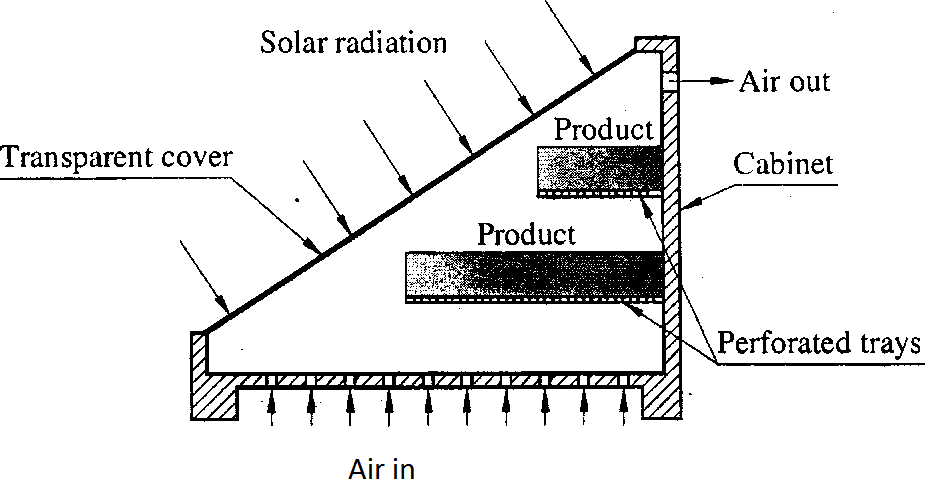 Solar radiation
Air out
Product
Transparent cover
Cabinet
Product
Perforated trays
Air in